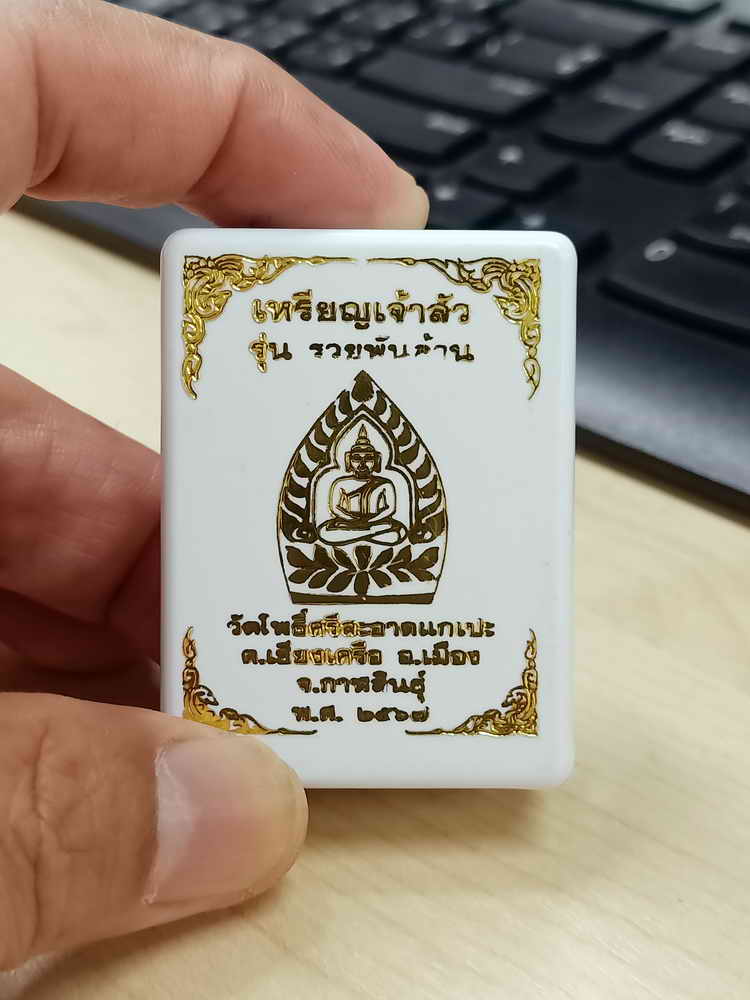 เหรียญเจ้าสัว
รุ่น รวยพันล้าน
วัดโพธิ์ศรีสะอาดแกเปะ
ต.เชียงเครือ อ.เมือง
จ.กาฬสินธุ์
พ.ศ. ๒๕๖๗